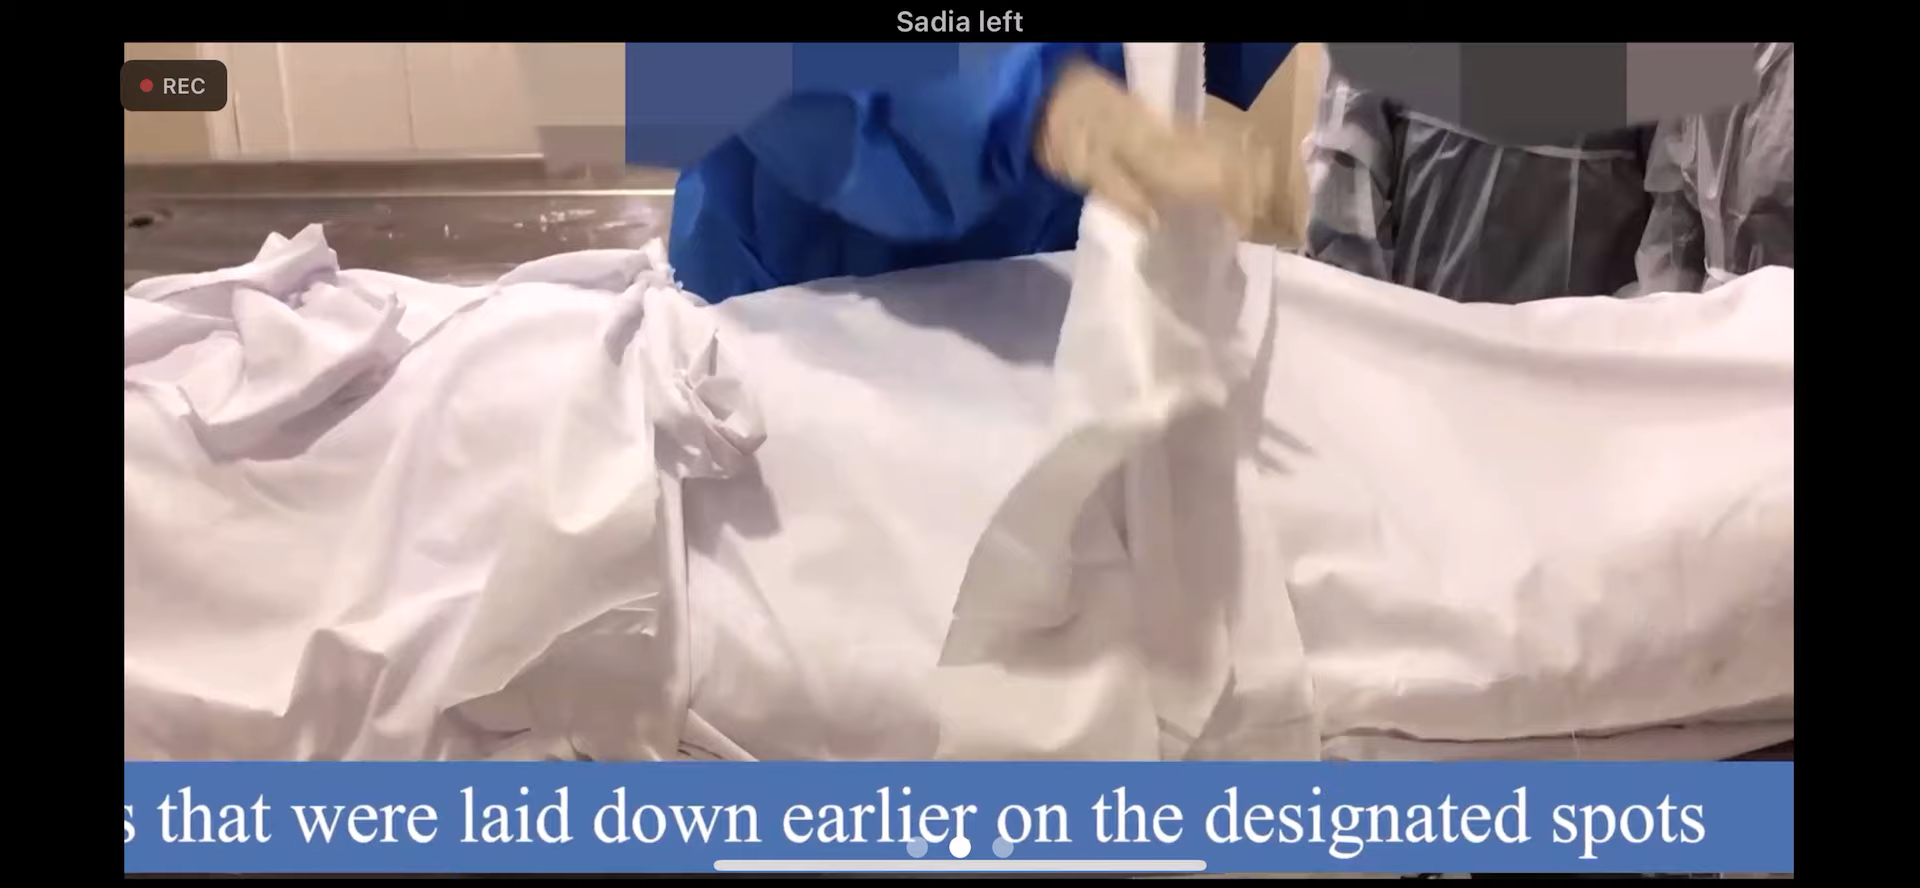 Sadia left
REC
s that were laid down earlier on the designated spots